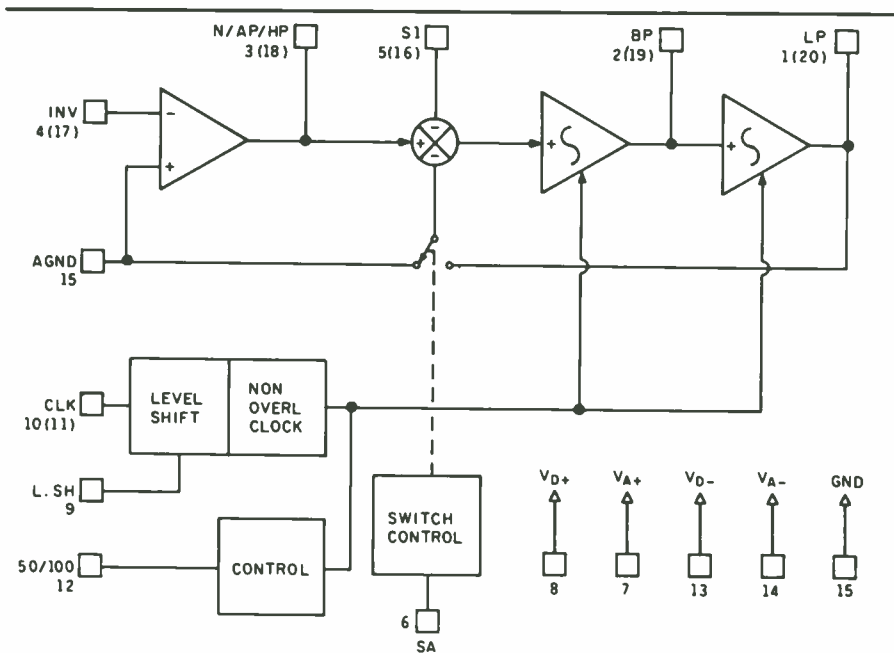 N/AP/HP
3(18)
S1
5(16)
BP
2(19)
LP
1(20)
INV
4(17)
-
+
+
-
-
+
+
AGND
15
CLK
10(11)
LEVEL
SHIFT
NON
OVERL
CLOCK
L.SH
9
50/100
12
CONTROL
SWITCH
CONTROL
6
SA
VD+
8
VA+
7
VD-
13
VA-
14
GND
15